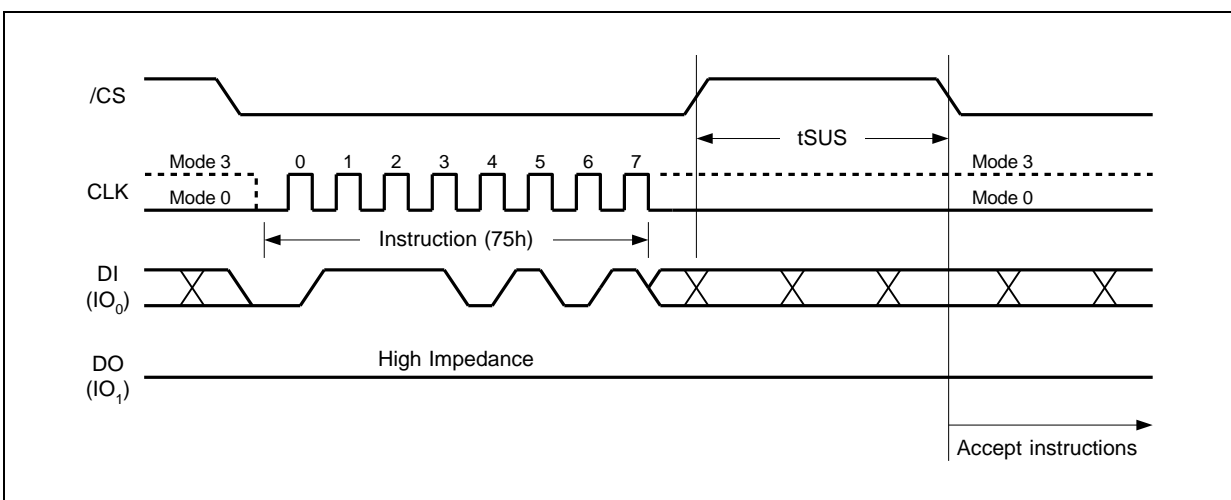 /CS
tSUS
Mode 3
0 1 2 3 4 5 6 7
Mode 3
CLK
Mode 0
Mode 0
Instruction (75h)
DI
(IO0)
High Impedance
DO
(IO1)
Accept instructions